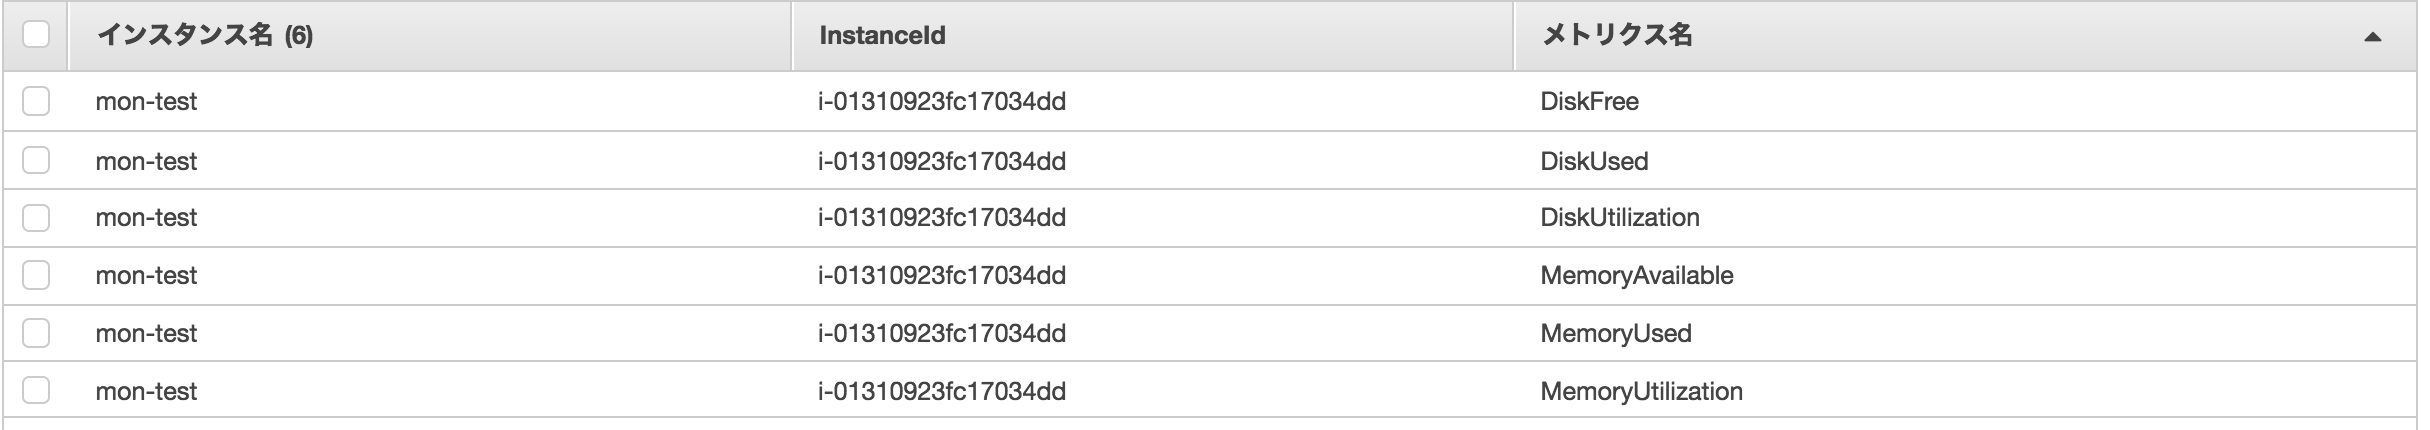 インスタンス名 (6) InstanceId メトリクス名
mon-test i-01310923fc17034dd DiskFree
mon-test i-01310923fc17034dd DiskUsed
mon-test i-01310923fc17034dd DiskUtilization
mon-test i-01310923fc17034dd MemoryAvailable
mon-test i-01310923fc17034dd MemoryUsed
mon-test i-01310923fc17034dd MemoryUtilization